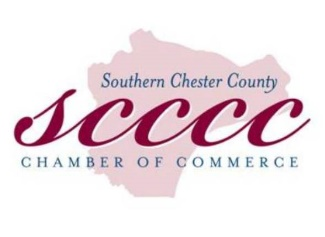 Southern Chester County
scccc
CHAMBER OF COMMERCE